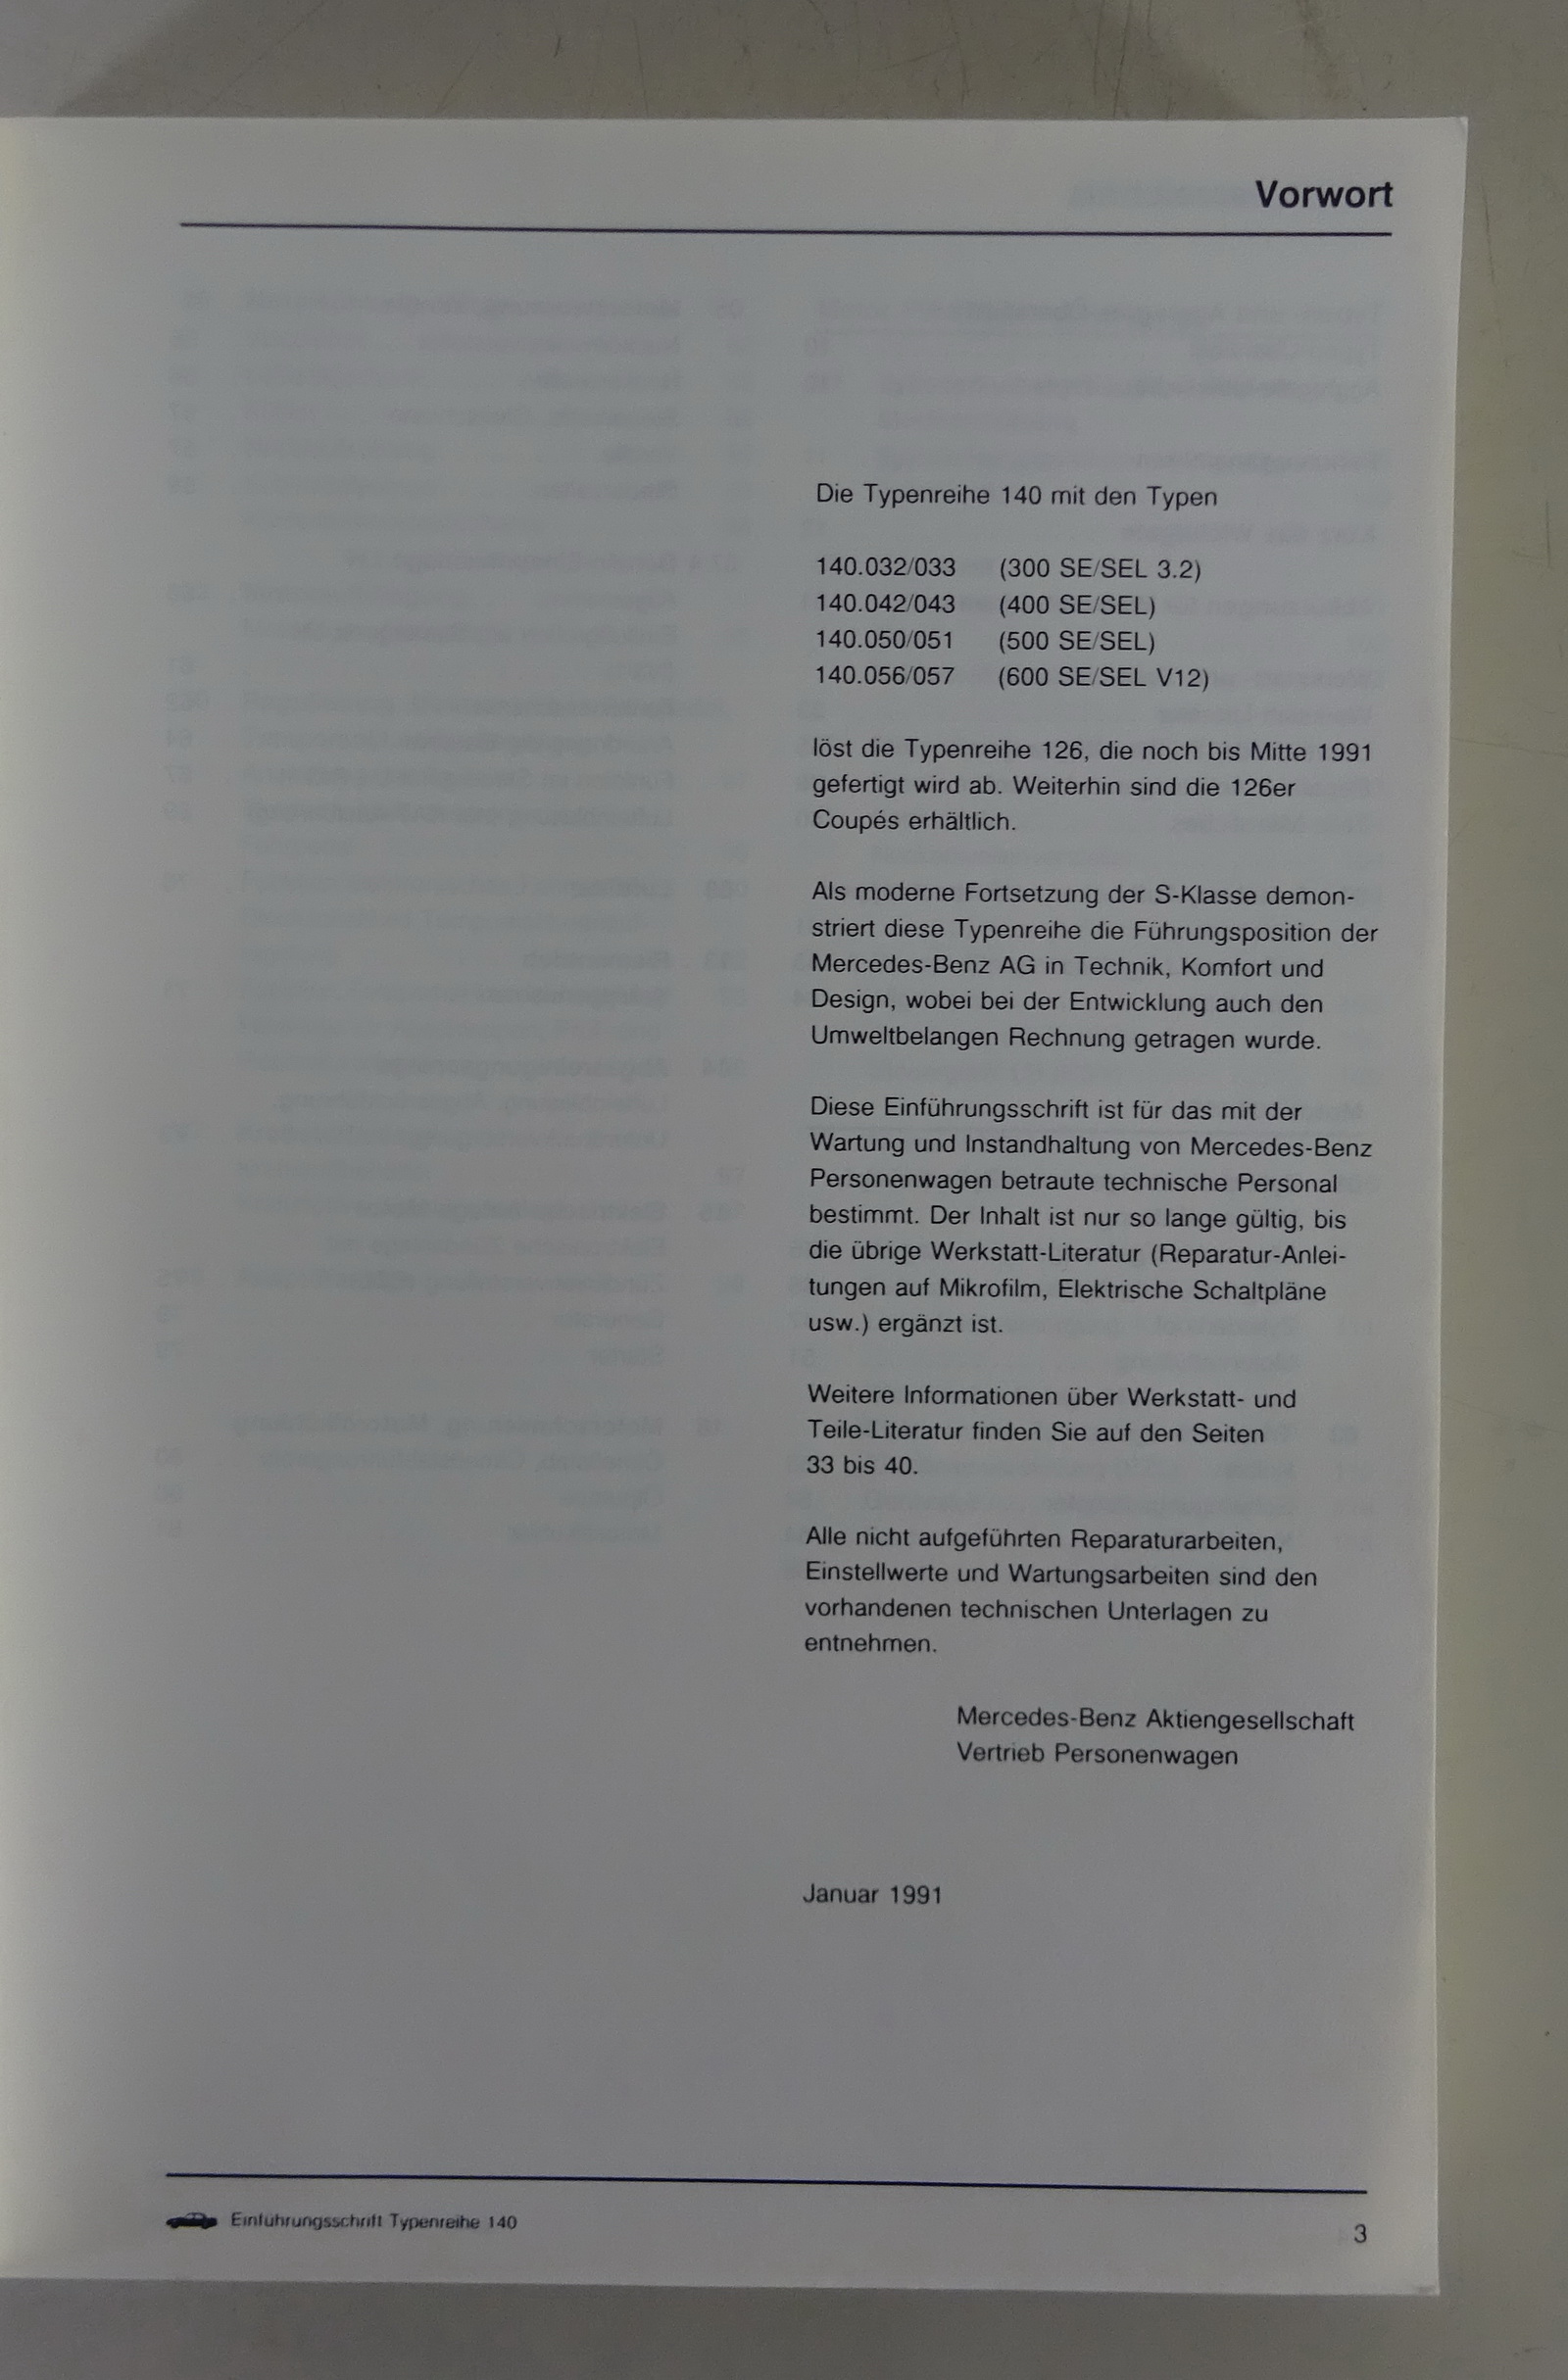 Vorwort
Die Typenreihe 140 mit den Typen
140.032/033 (300 SE/SEL 3.2)
140.042/043 (400 SE/SEL)
140.050/051 (500 SE/SEL)
140.056/057 (600 SE/SEL V12)
löst die Typenreihe 126, die noch bis Mitte 1991
gefertigt wird ab. Weiterhin sind die 126er
Coupés erhältlich.
Als moderne Fortsetzung der S-Klasse demon-
striert diese Typenreihe die Führungsposition der
Mercedes-Benz AG in Technik, Komfort und
Design, wobei bei der Entwicklung auch den
Umweltbelangen Rechnung getragen wurde.
Diese Einführungsschrift ist für das mit der
Wartung und Instandhaltung von Mercedes-Benz
Personenwagen betraute technische Personal
bestimmt. Der Inhalt ist nur so lange gültig, bis
die übrige Werkstatt-Literatur (Reparatur-Anlei-
tungen auf Mikrofilm, Elektrische Schaltpläne
usw.) ergänzt ist.
Weitere Informationen über Werkstatt- und
Teile-Literatur finden Sie auf den Seiten
33 bis 40.
Alle nicht aufgeführten Reparaturarbeiten,
Einstellwerte und Wartungsarbeiten sind den
vorhandenen technischen Unterlagen zu
entnehmen.
Mercedes-Benz Aktiengesellschaft
Vertrieb Personenwagen
Januar 1991
Einführungsschrift Typenreihe 140
3